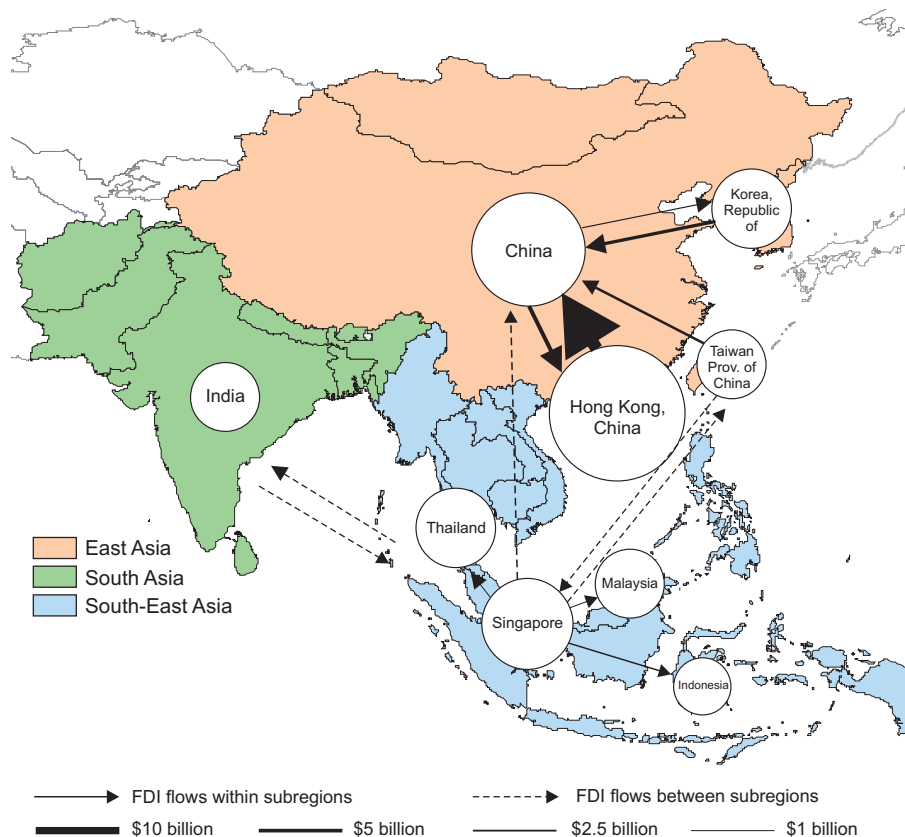 Korea,
Republic
of
China
Taiwan
Prov. of
China
India
Hong Kong,
China
Thailand
Malaysia
Singapore
Indonesia
East Asia
South Asia
South-East Asia
FDI flows within subregions
FDI flows between subregions
$10 billion
$5 billion
$2.5 billion
$1 billion